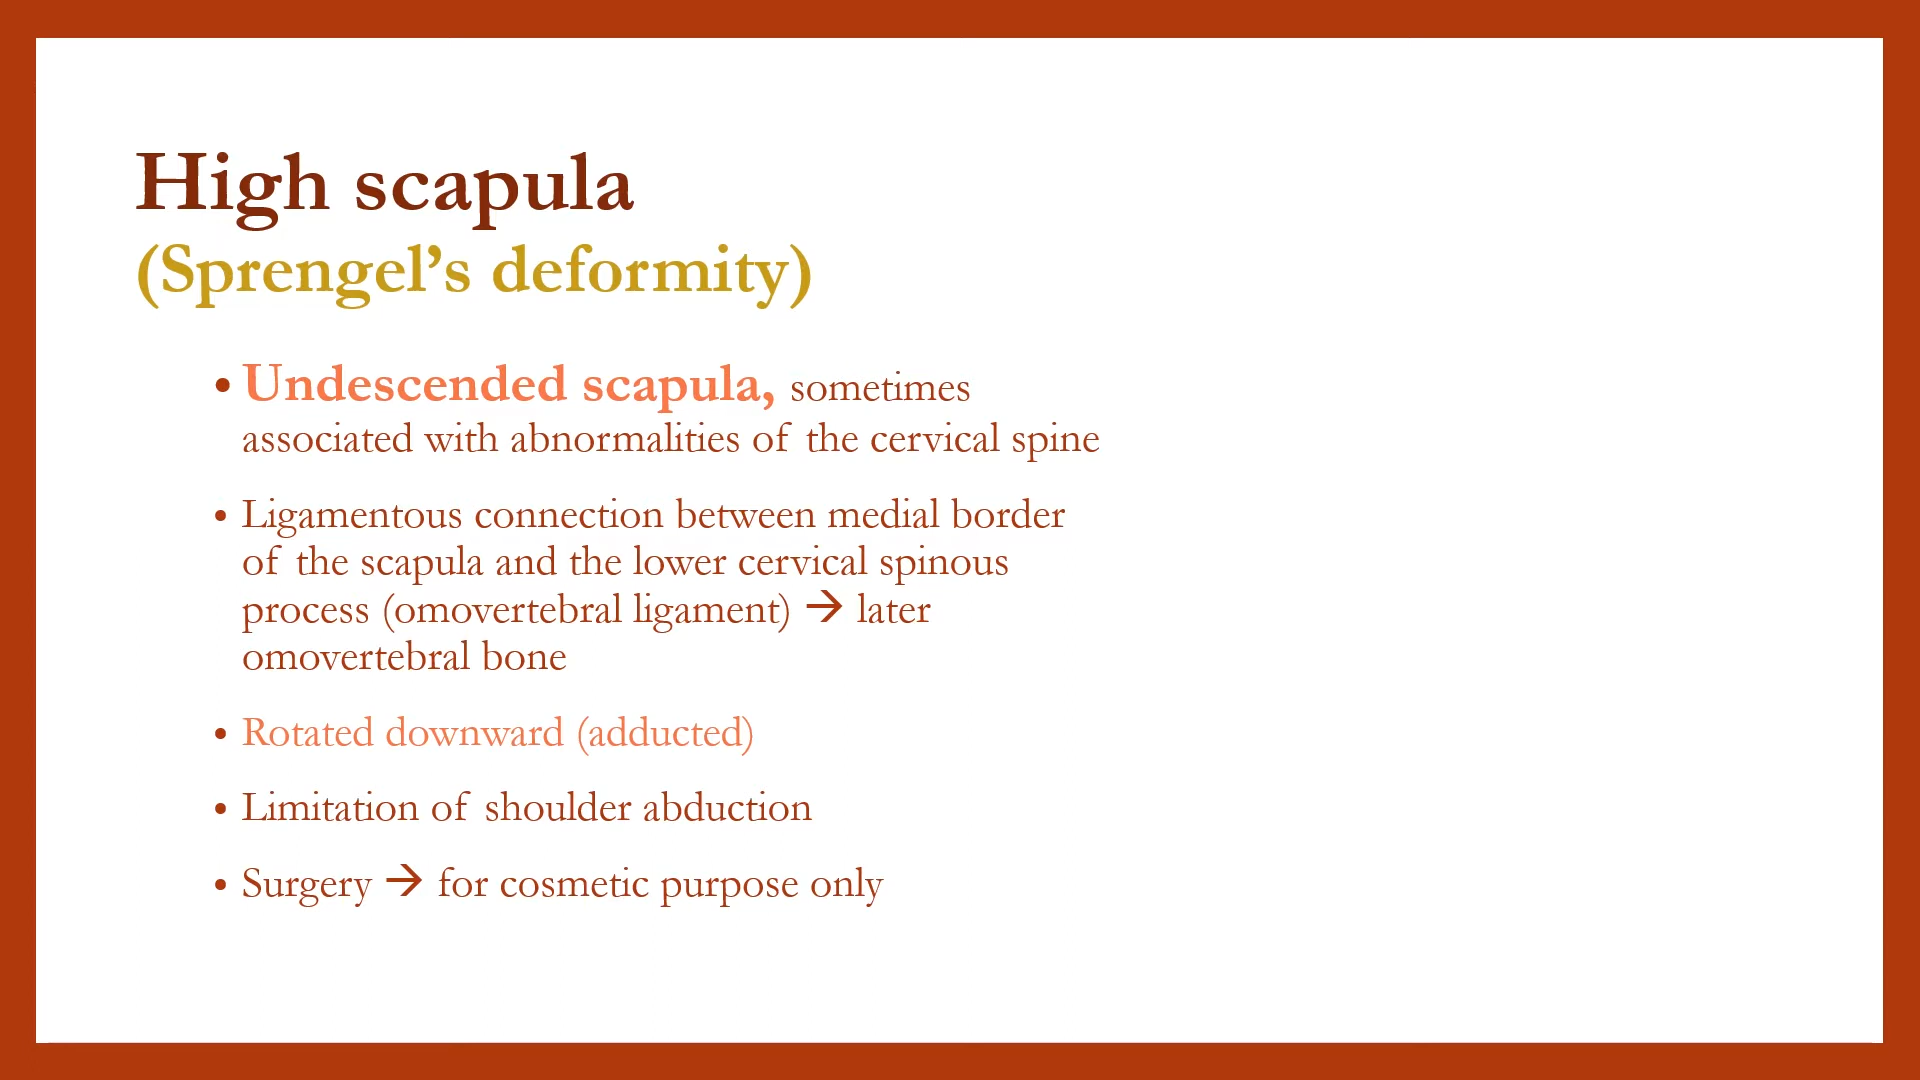 High scapula
(Sprengel’s deformity)
• Undescended scapula, sometimes
associated with abnormalities of the cervical spine
• Ligamentous connection between medial border
of the scapula and the lower cervical spinous
process (omovertebral ligament) → later
omovertebral bone
• Rotated downward (adducted)
• Limitation of shoulder abduction
• Surgery → for cosmetic purpose only